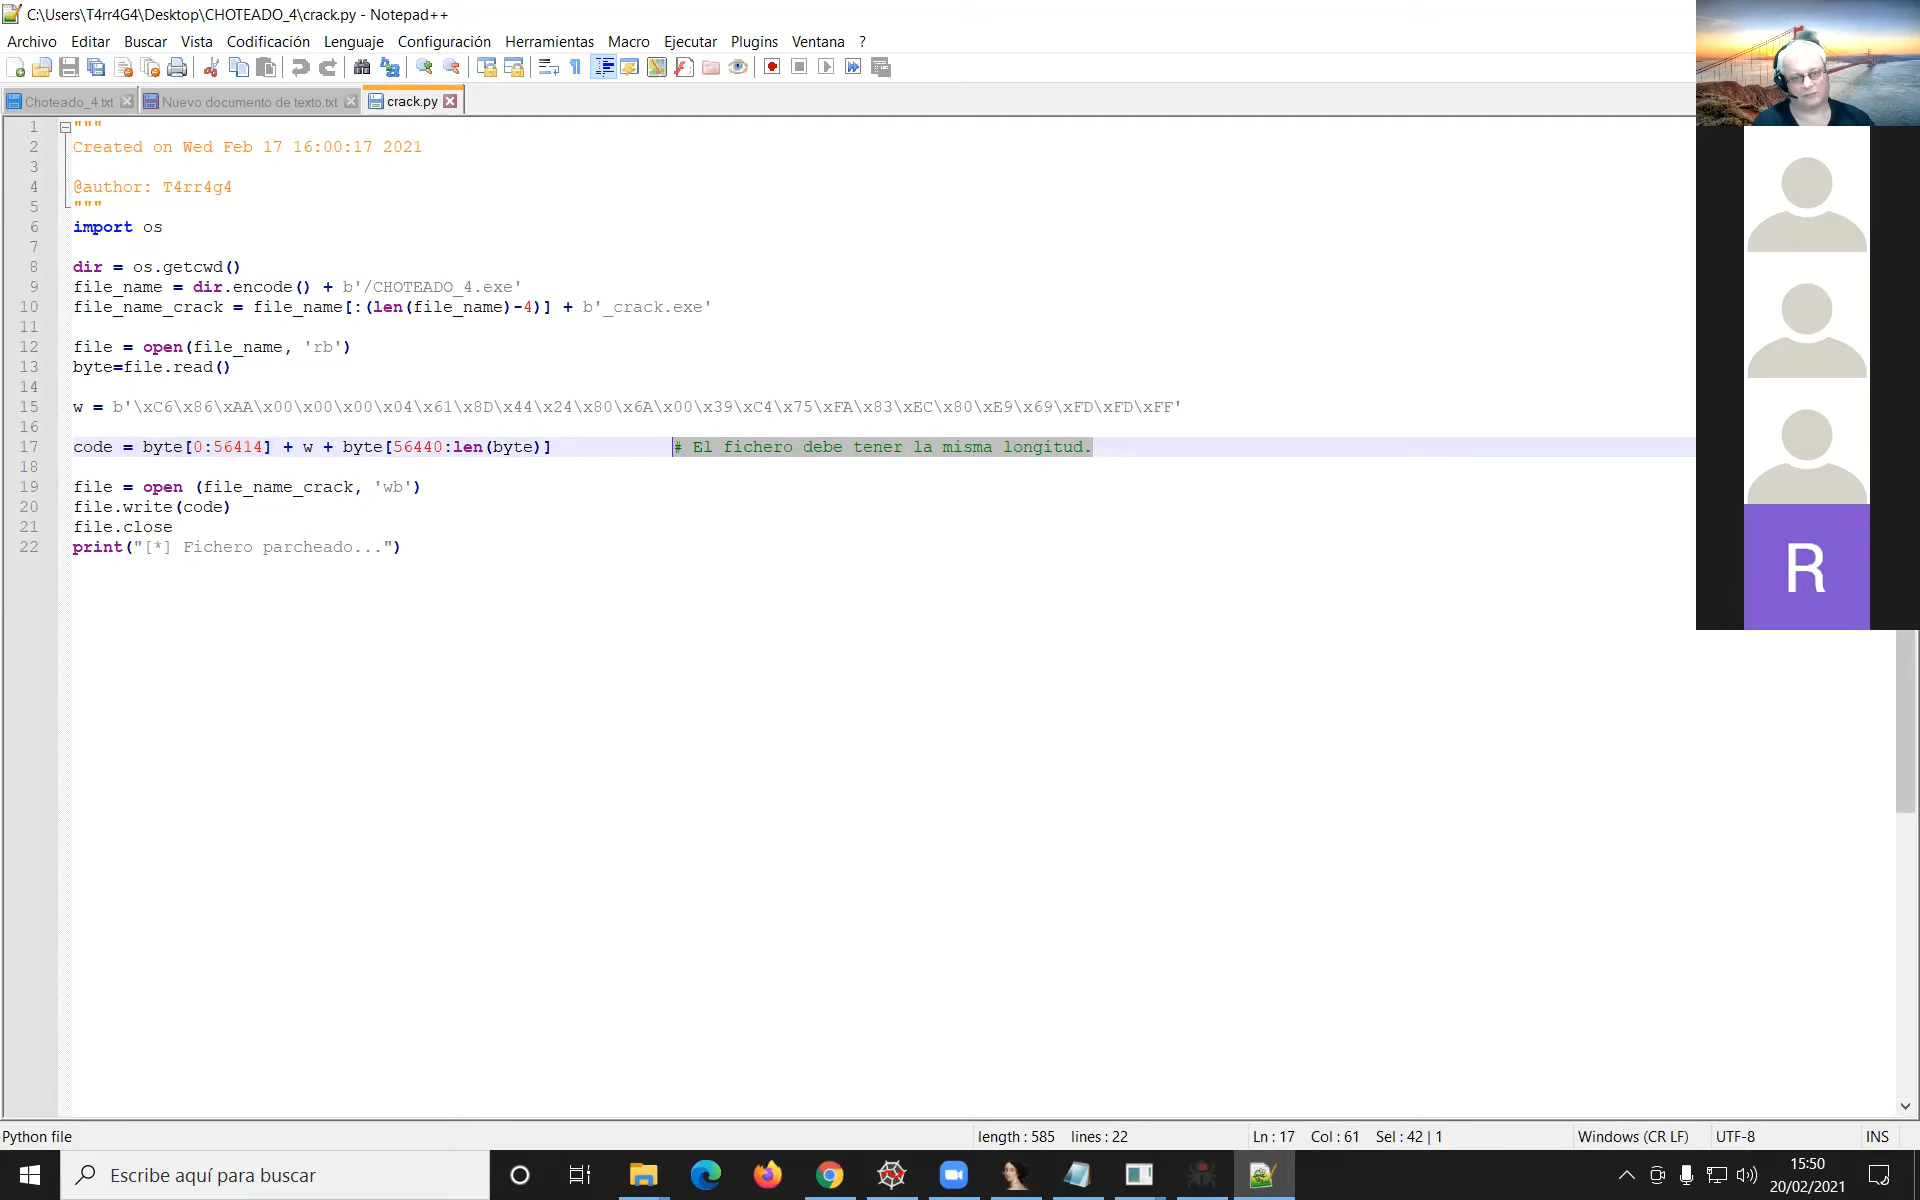 C:\Users\T4rr4G4\Desktop\CHOTEADO_4\crack.py - Notepad++
Archivo Editar Buscar Vista Codificación Lenguaje Configuración Herramientas Macro Ejecutar Plugins Ventana ?
Choteado_4.txt Nuevo documento de texto.txt crack.py
1 """
2 Created on Wed Feb 17 16:00:17 2021
3
4 @author: T4rr4g4
5 """
6 import os
7
8 dir = os.getcwd()
9 file_name = dir.encode() + b'/CHOTEADO_4.exe'
10 file_name_crack = file_name[:(len(file_name)-4)] + b'_crack.exe'
11
12 file = open(file_name, 'rb')
13 byte=file.read()
14
15 w = b'\xC6\x86\xAA\x00\x00\x00\x04\x61\x8D\x44\x24\x80\x6A\x00\x39\xC4\x75\xFA\x83\xEC\x80\xE9\x69\xFD\xFD\xFF'
16
17 code = byte[0:56414] + w + byte[56440:len(byte)] # El fichero debe tener la misma longitud.
18
19 file = open (file_name_crack, 'wb')
20 file.write(code)
21 file.close
22 print("[*] Fichero parcheado...")
R
Python file length : 585 lines : 22 Ln : 17 Col : 61 Sel : 42 | 1 Windows (CR LF) UTF-8 INS
Escribe aquí para buscar
15:50
20/02/2021